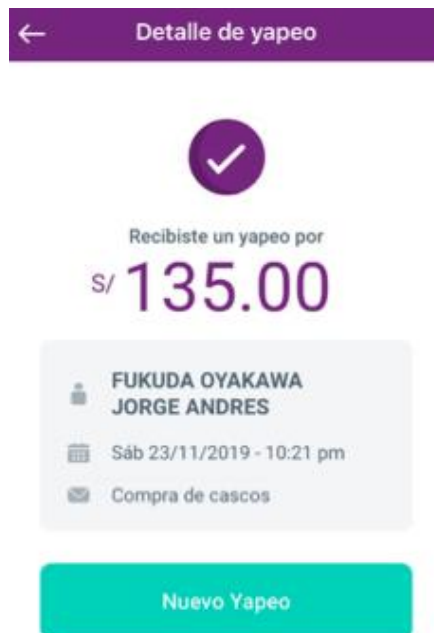 Detalle de yapeo
Recibiste un yapeo por
S/ 135.00
FUKUDA OYAKAWA
JORGE ANDRES
Sáb 23/11/2019 - 10:21 pm
Compra de cascos
Nuevo Yapeo